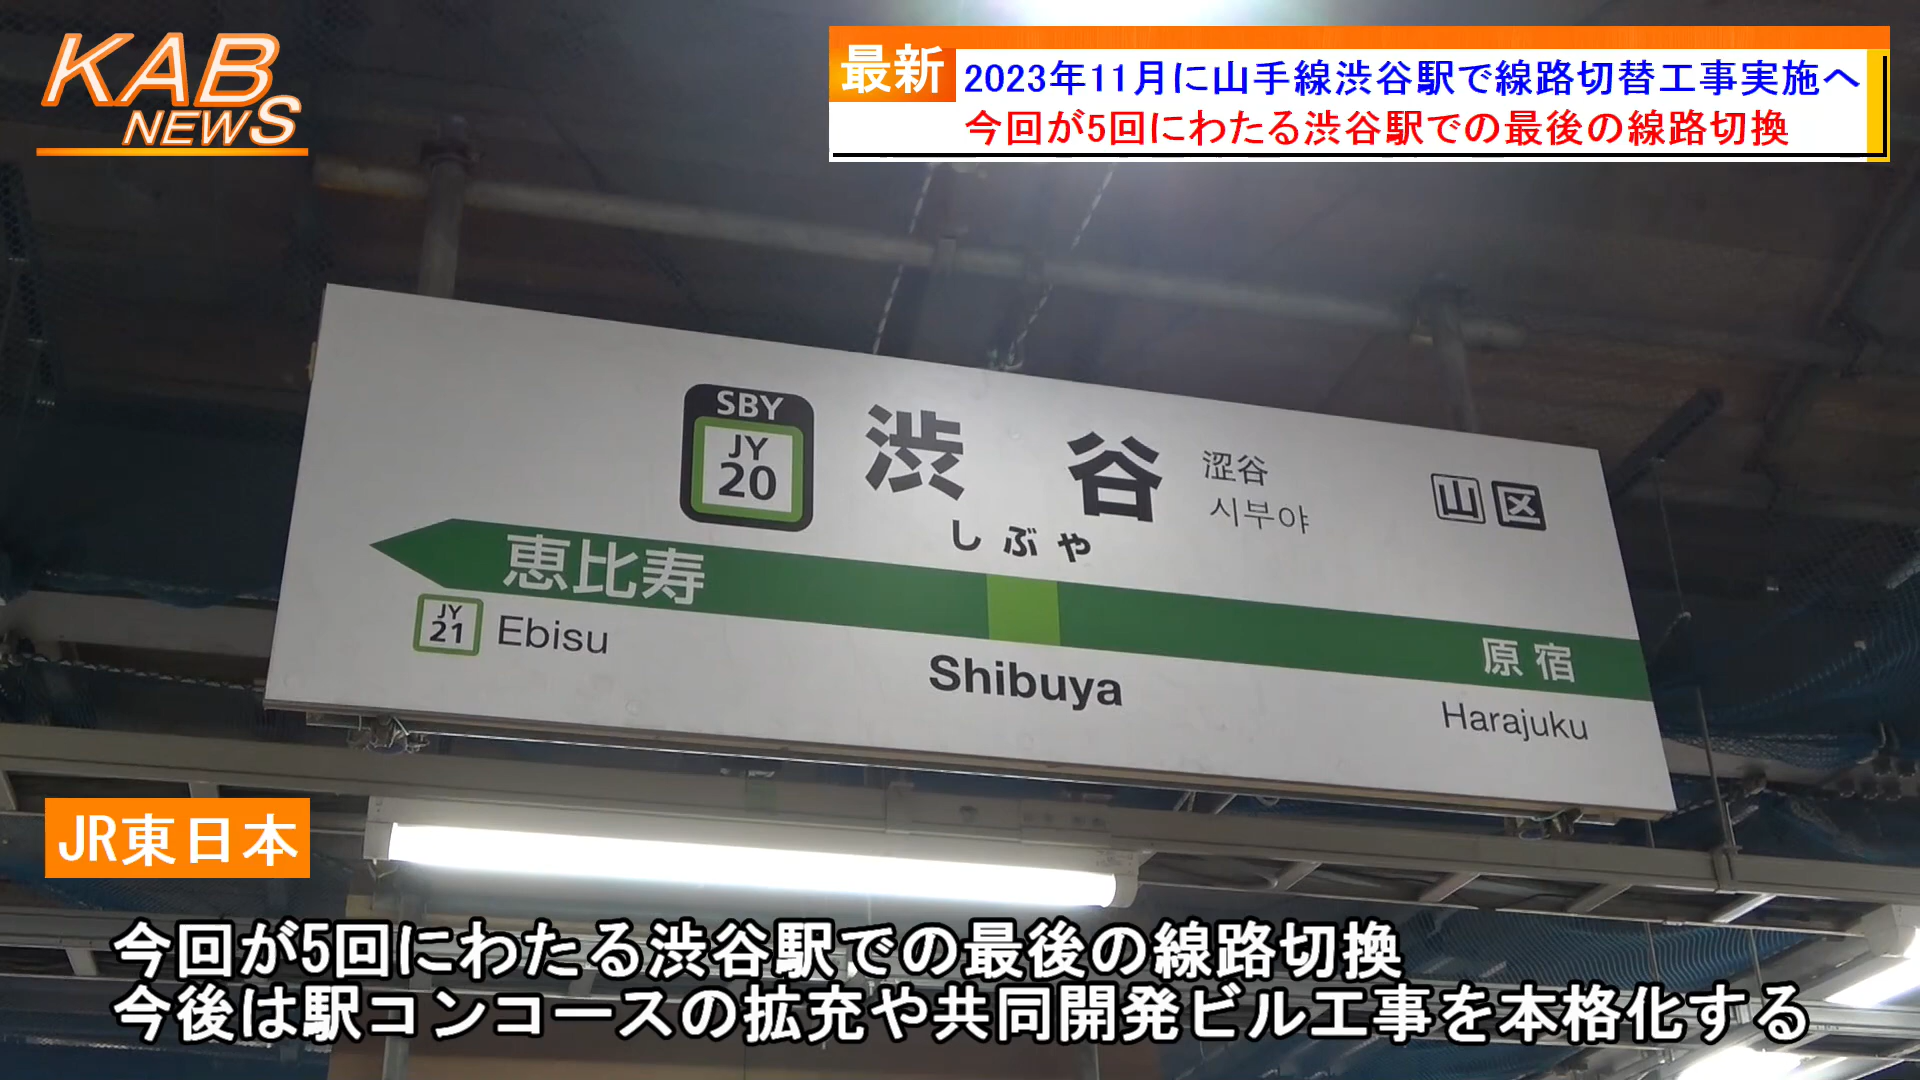 KAB
NEWS
最新
2023年11月に山手線渋谷駅で線路切替工事実施へ
今回が5回にわたる渋谷駅での最後の線路切換
SBY
JY
20
渋谷
涩谷
시부야
山区
しぶや
恵比寿
原宿
JY
21
Ebisu
Shibuya
Harajuku
JR東日本
今回が5回にわたる渋谷駅での最後の線路切換
今後は駅コンコースの拡充や共同開発ビル工事を本格化する